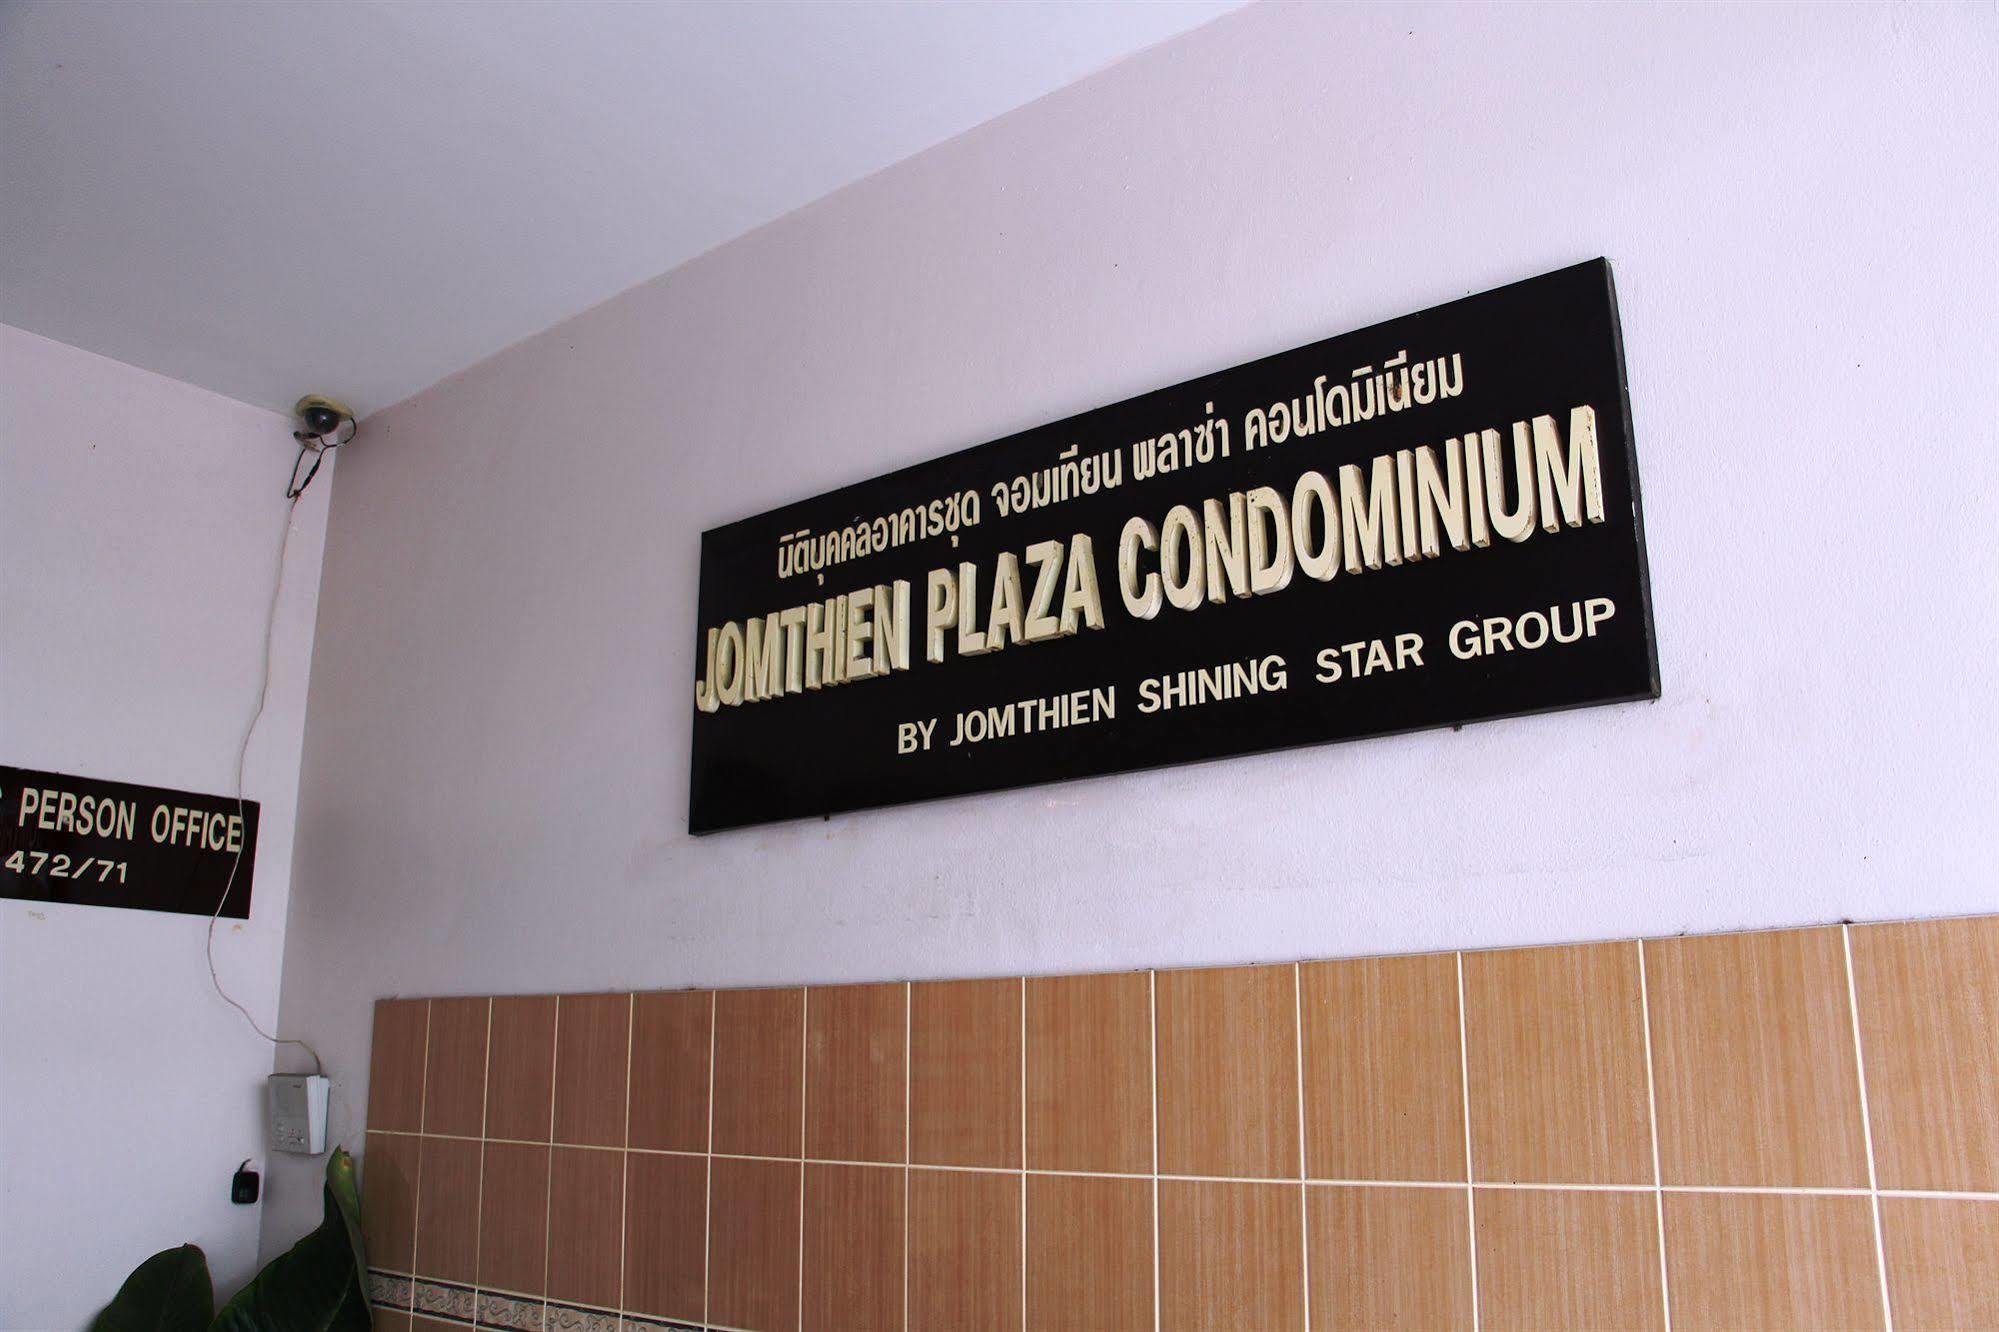 นิติบุคคลอาคารชุด จอมเทียน พลาซ่า คอนโดมิเนียม
JOMTHIEN PLAZA CONDOMINIUM
BY JOMTHIEN SHINING STAR GROUP
PERSON OFFICE
472/71